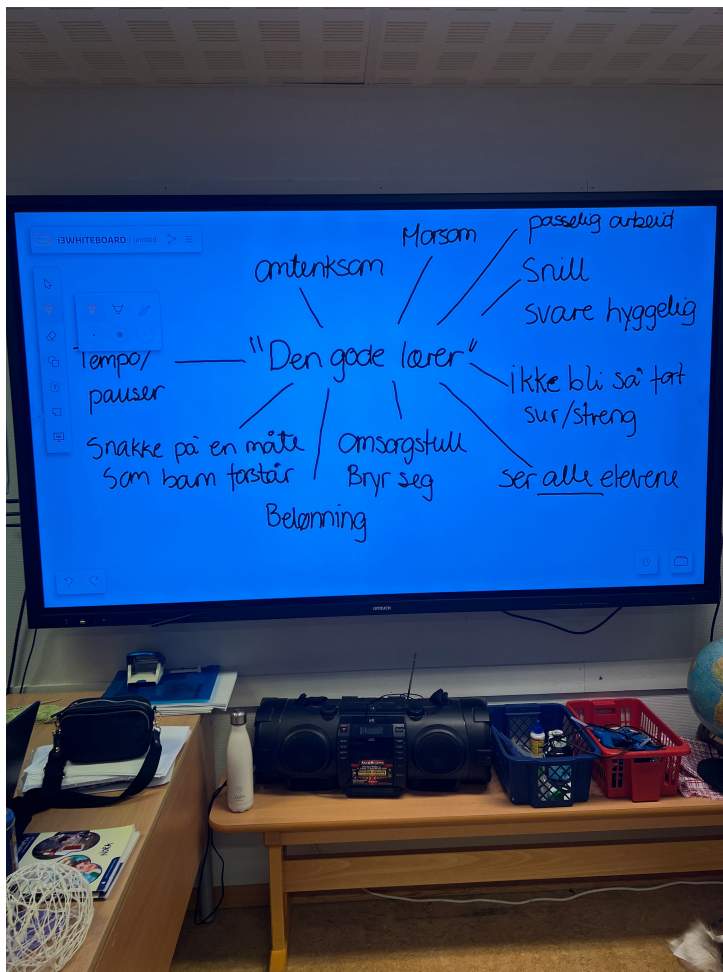 i3WHITEBOARD
Untitled
Morsom
passelig arbeid
omtenksom
Snill
svare hyggelig
"Den gode lærer"
Tempo/
pauser
ikke bli så fort
sur/streng
Snakke på en måte
som barn forstår
Omsorgsfull
Bryr seg
ser alle elevene
Belønning